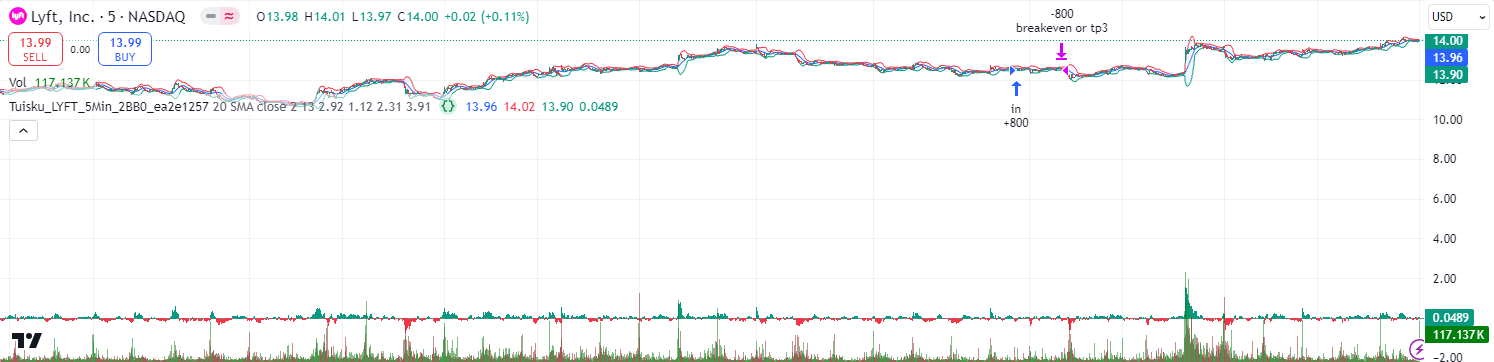 Lyft, Inc. · 5 · NASDAQ O13.98 H14.01 L13.97 C14.00 +0.02 (+0.11%)
13.99 SELL 0.00 13.99 BUY
Vol 117.137 K
Tuisku_LYFT_5Min_2BB0_ea2e1257 20 SMA close 2 13 2.92 1.12 2.31 3.91 13.96 14.02 13.90 0.0489
-800
breakeven or tp3
in
+800
USD
14.00
13.96
13.90
10.00
8.00
6.00
4.00
2.00
0.0489
117.137 K
-2.00